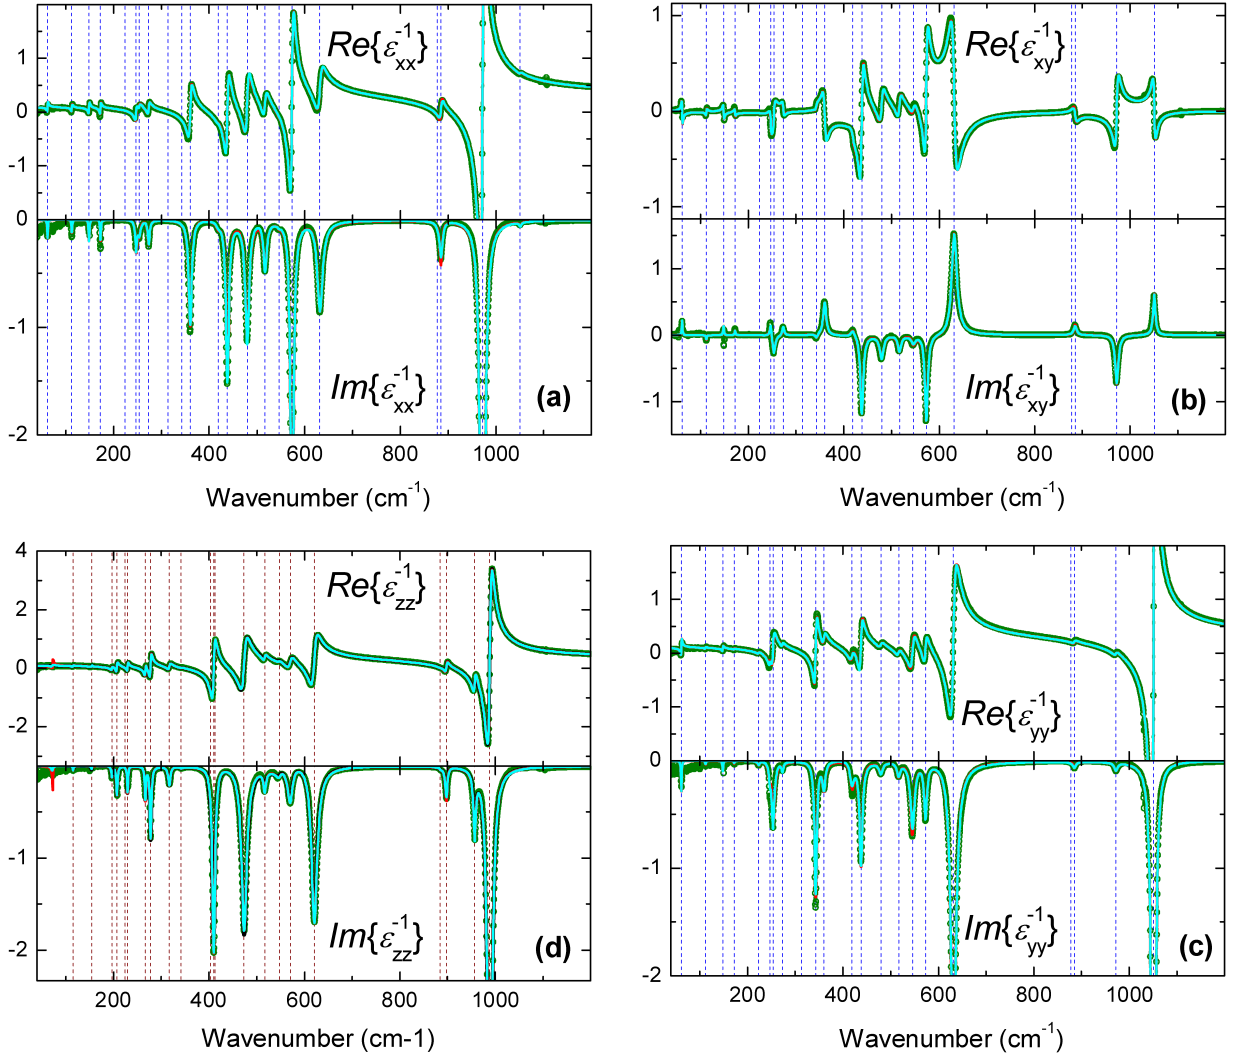 Re{ε-1xx}
1
0
-1
0
-1
-2
Im{ε-1xx}
(a)
200 400 600 800 1000
Wavenumber (cm-1)
Re{ε-1xy}
1
0
-1
1
0
-1
Im{ε-1xy}
(b)
200 400 600 800 1000
Wavenumber (cm-1)
Re{ε-1zz}
4
2
0
-2
-1
-2
Im{ε-1zz}
(d)
200 400 600 800 1000
Wavenumber (cm-1)
1
0
-1
Re{ε-1yy}
0
-1
-2
Im{ε-1yy}
(c)
200 400 600 800 1000
Wavenumber (cm-1)